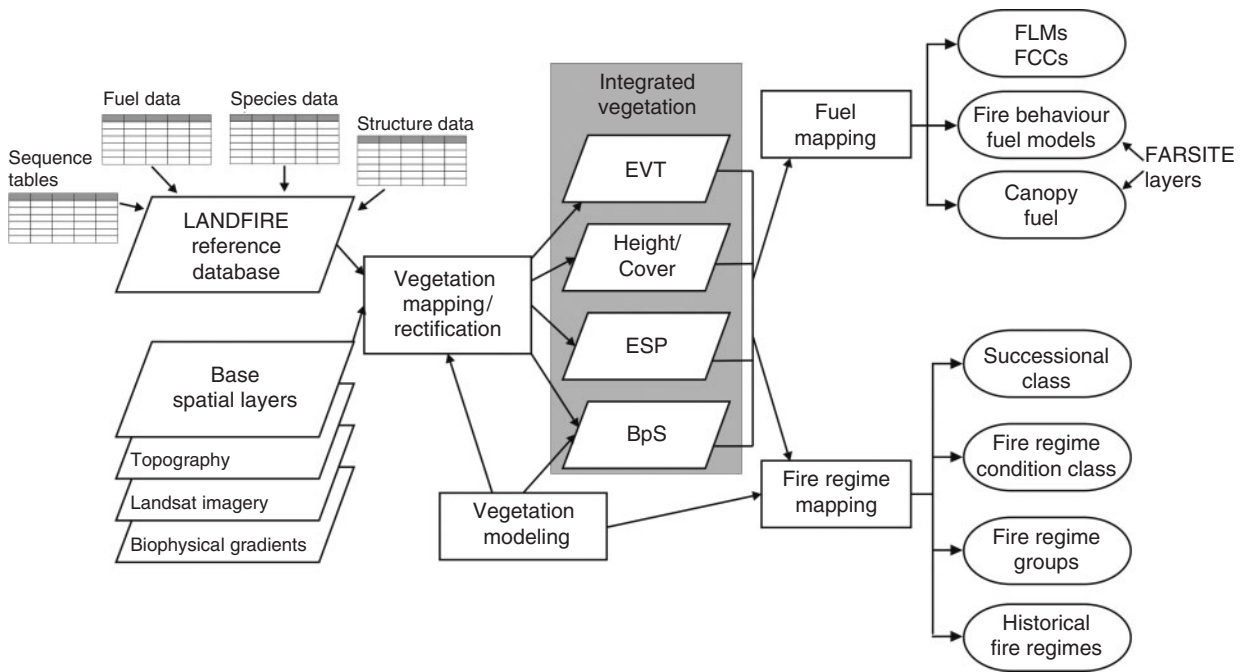 Fuel data
Species data
Structure data
Sequence
tables
LANDFIRE
reference
database
Base
spatial layers
Topography
Landsat imagery
Biophysical gradients
Vegetation
mapping/
rectification
Vegetation
modeling
Integrated
vegetation
EVT
Height/
Cover
ESP
BpS
Fuel
mapping
Fire regime
mapping
FLMs
FCCs
Fire behaviour
fuel models
Canopy
fuel
FARSITE
layers
Successional
class
Fire regime
condition class
Fire regime
groups
Historical
fire regimes